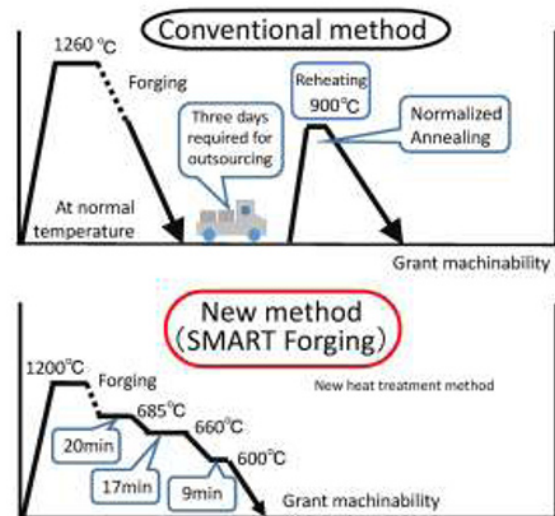 Conventional method
1260℃
Forging
Reheating
900℃
Three days
required for
outsourcing
Normalized
Annealing
At normal
temperature
Grant machinability
New method
(SMART Forging)
1200℃
Forging
New heat treatment method
685℃
660℃
20min
600℃
17min
9min
Grant machinability